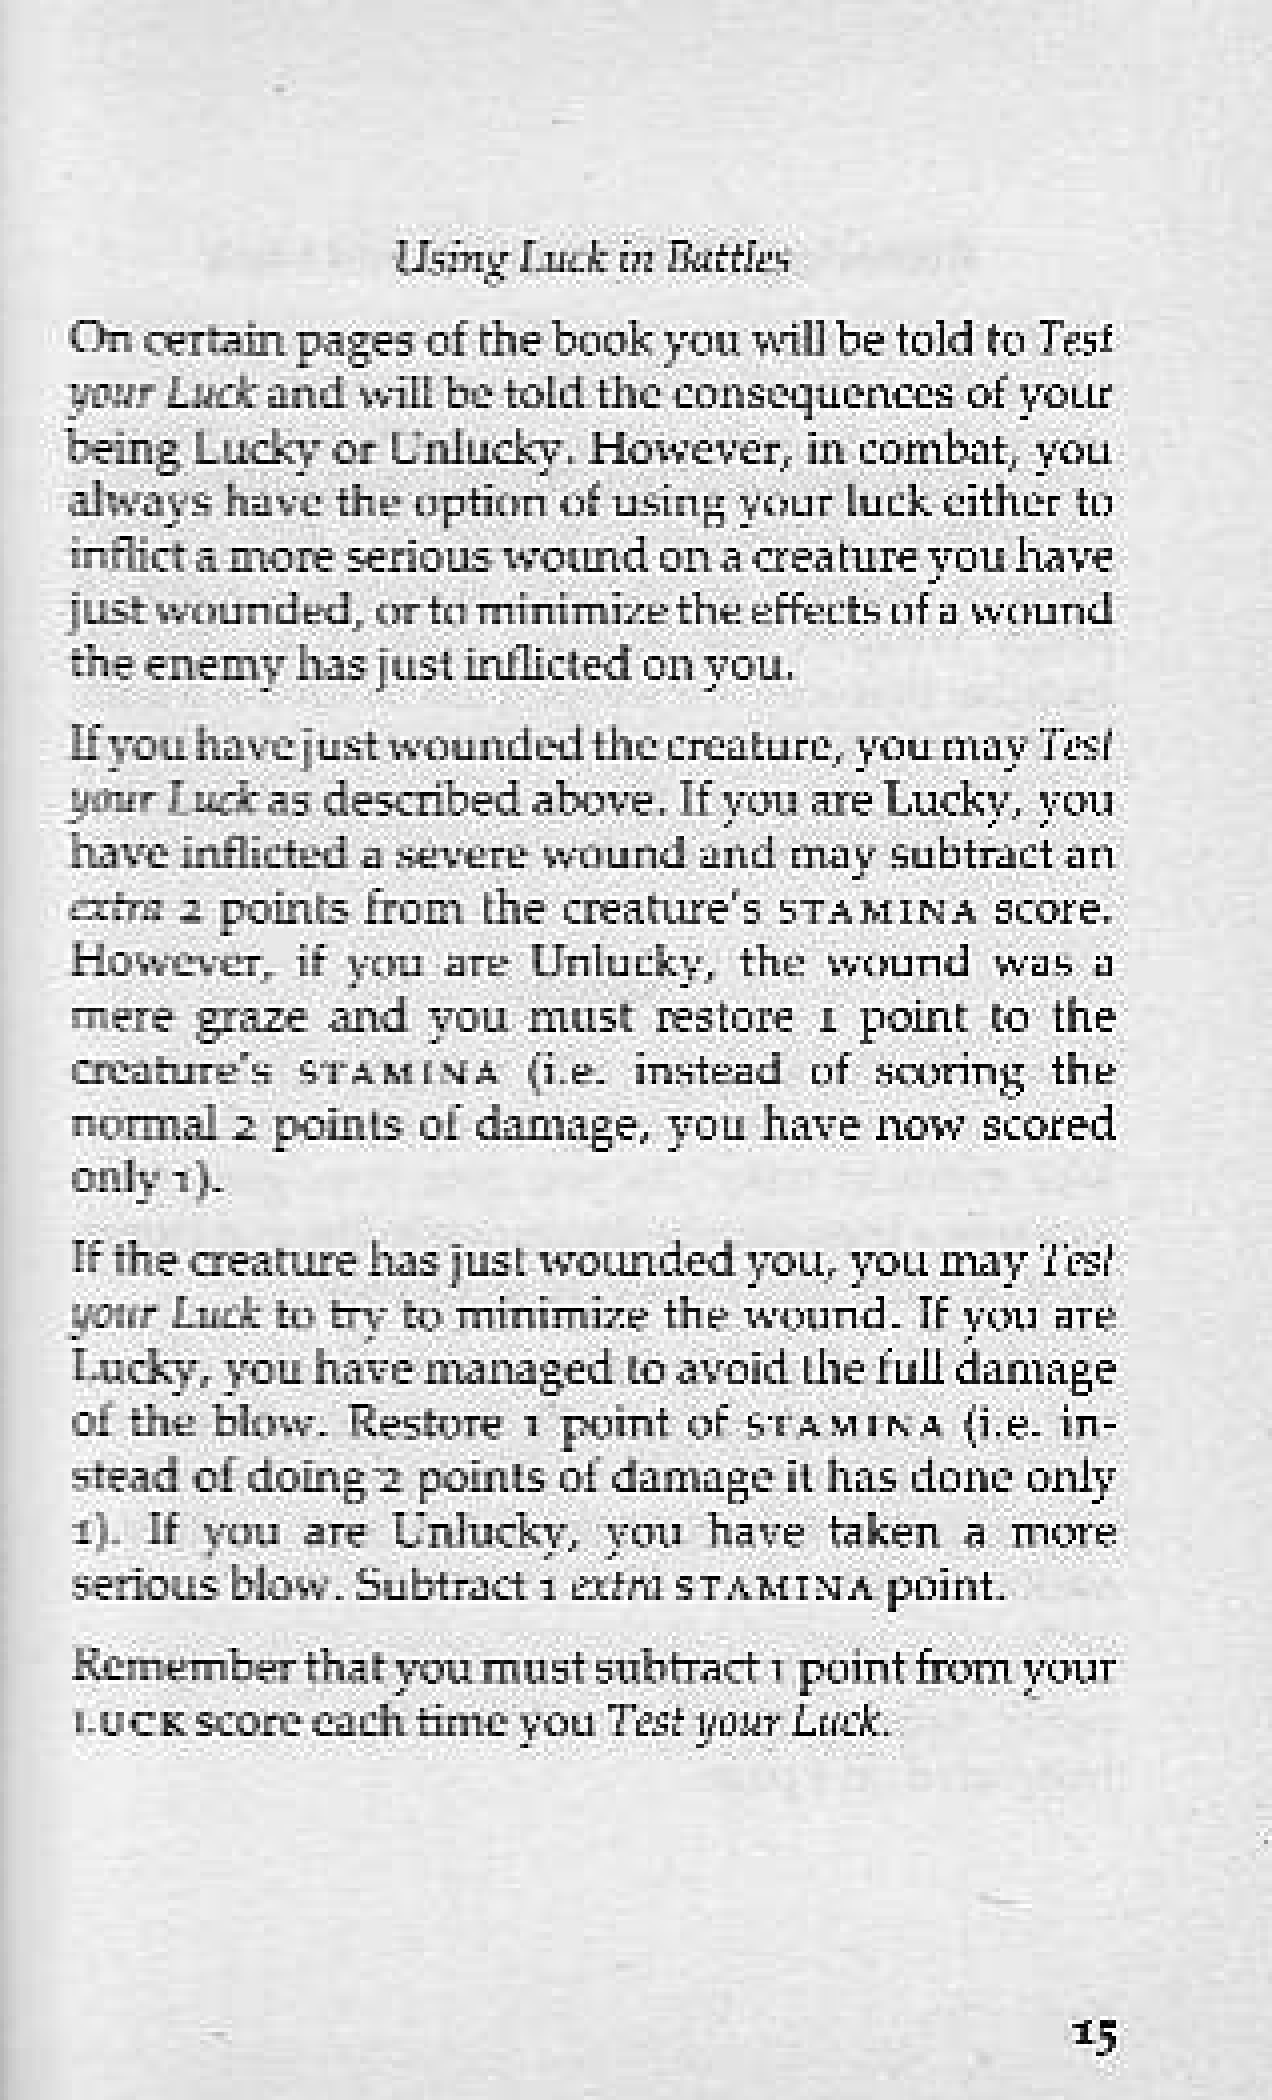 Using Luck in Battles
On certain pages of the book you will be told to Test
your Luck and will be told the consequences of your
being Lucky or Unlucky. However, in combat, you
always have the option of using your luck either to
inflict a more serious wound on a creature you have
just wounded, or to minimize the effects of a wound
the enemy has just inflicted on you.
If you have just wounded the creature, you may Test
your Luck as described above. If you are Lucky, you
have inflicted a severe wound and may subtract an
extra 2 points from the creature's STAMINA score.
However, if you are Unlucky, the wound was a
mere graze and you must restore 1 point to the
creature's STAMINA (i.e. instead of scoring the
normal 2 points of damage, you have now scored
only 1).
If the creature has just wounded you, you may Test
your Luck to try to minimize the wound. If you are
Lucky, you have managed to avoid the full damage
of the blow. Restore 1 point of STAMINA (i.e. in-
stead of doing 2 points of damage it has done only
1). If you are Unlucky, you have taken a more
serious blow. Subtract 1 extra STAMINA point.
Remember that you must subtract 1 point from your
LUCK score each time you Test your Luck.
15